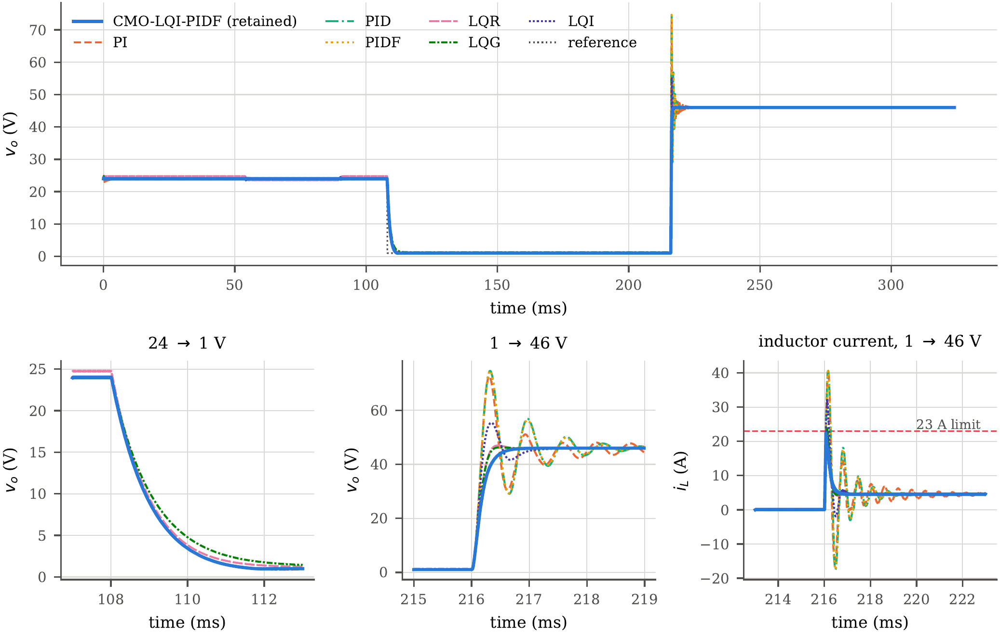 CMO-LQI-PIDF (retained) PID LQR LQI
PI PIDF LQG reference
70
60
50
40
30
20
10
0
v_o (V)
0 50 100 150 200 250 300
time (ms)
24 → 1 V
25
20
15
10
5
0
v_o (V)
108 110 112
time (ms)
1 → 46 V
60
40
20
0
v_o (V)
215 216 217 218 219
time (ms)
inductor current, 1 → 46 V
40
30
23 A limit
20
10
0
−10
−20
i_L (A)
214 216 218 220 222
time (ms)